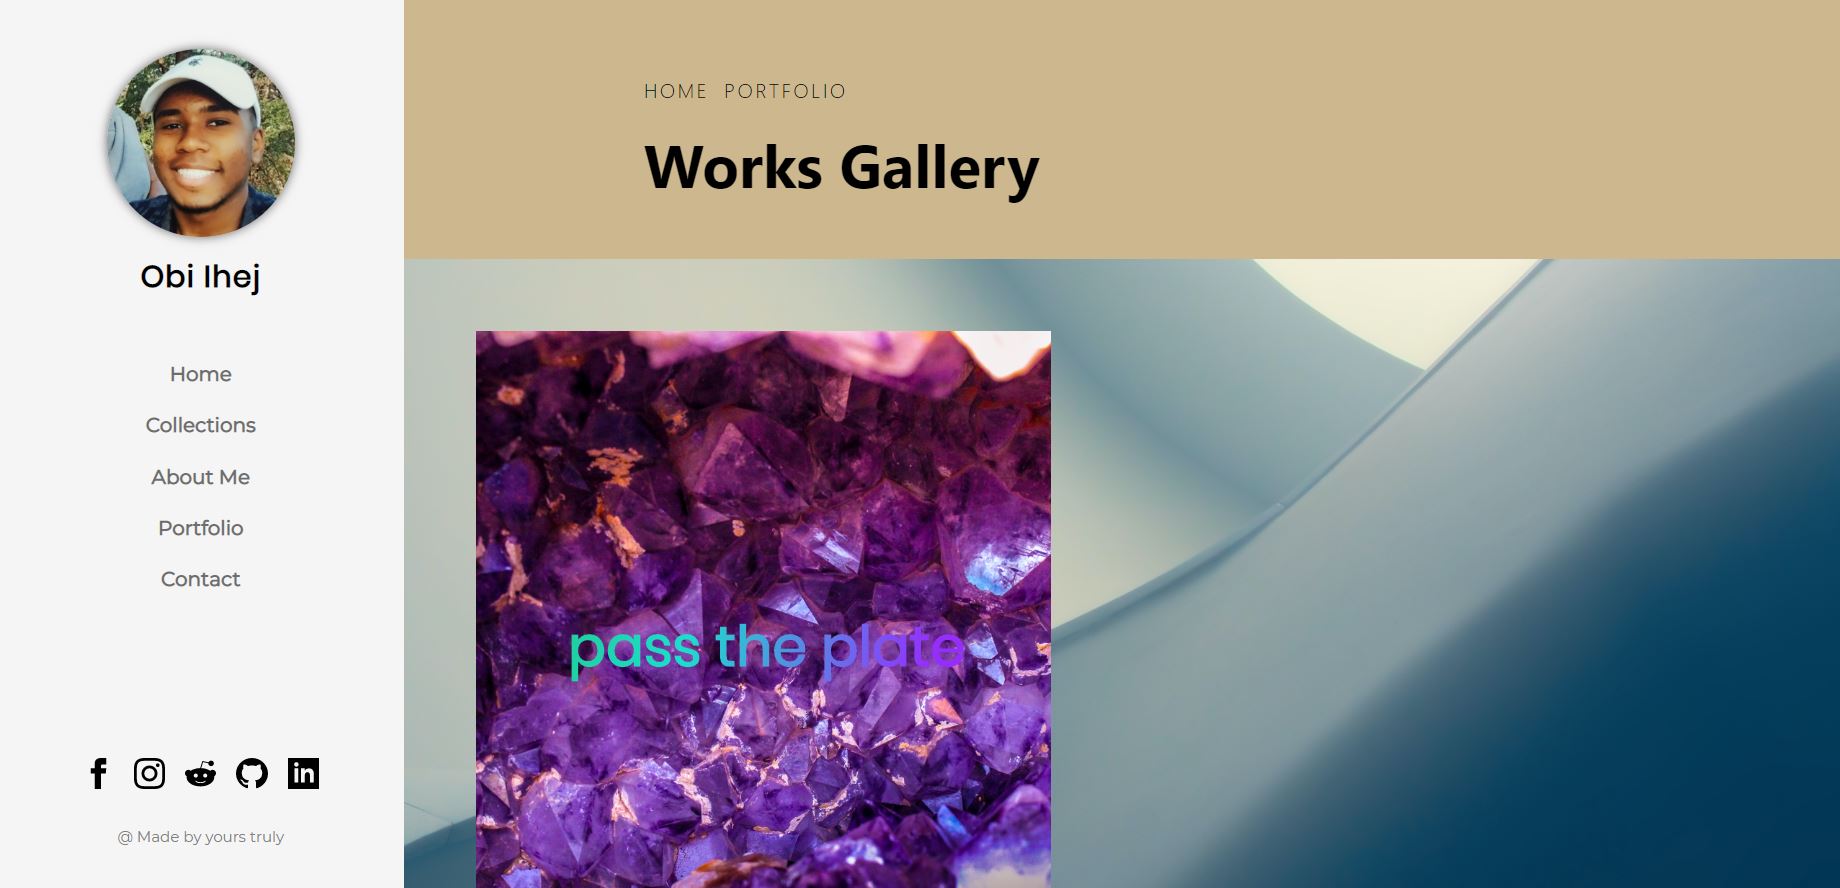 Obi Ihej
Home
Collections
About Me
Portfolio
Contact
@ Made by yours truly
HOME PORTFOLIO
Works Gallery
pass the plate